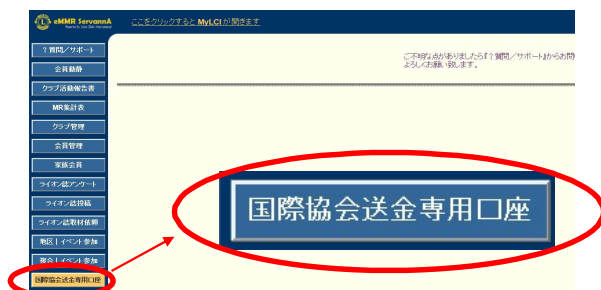 eMMR ServannA
ここをクリックすると MyLCI が開きます
？質問／サポート
会員動静
クラブ活動報告書
MR集計表
クラブ管理
会員管理
家族会員
ライオン誌アンケート
ライオン誌投稿
ライオン誌取材依頼
地区｜イベント参加
複合｜イベント参加
国際協会送金専用口座
ご不明な点がありましたら『？質問／サポート』からお問
よろしくお願い致します。
国際協会送金専用口座